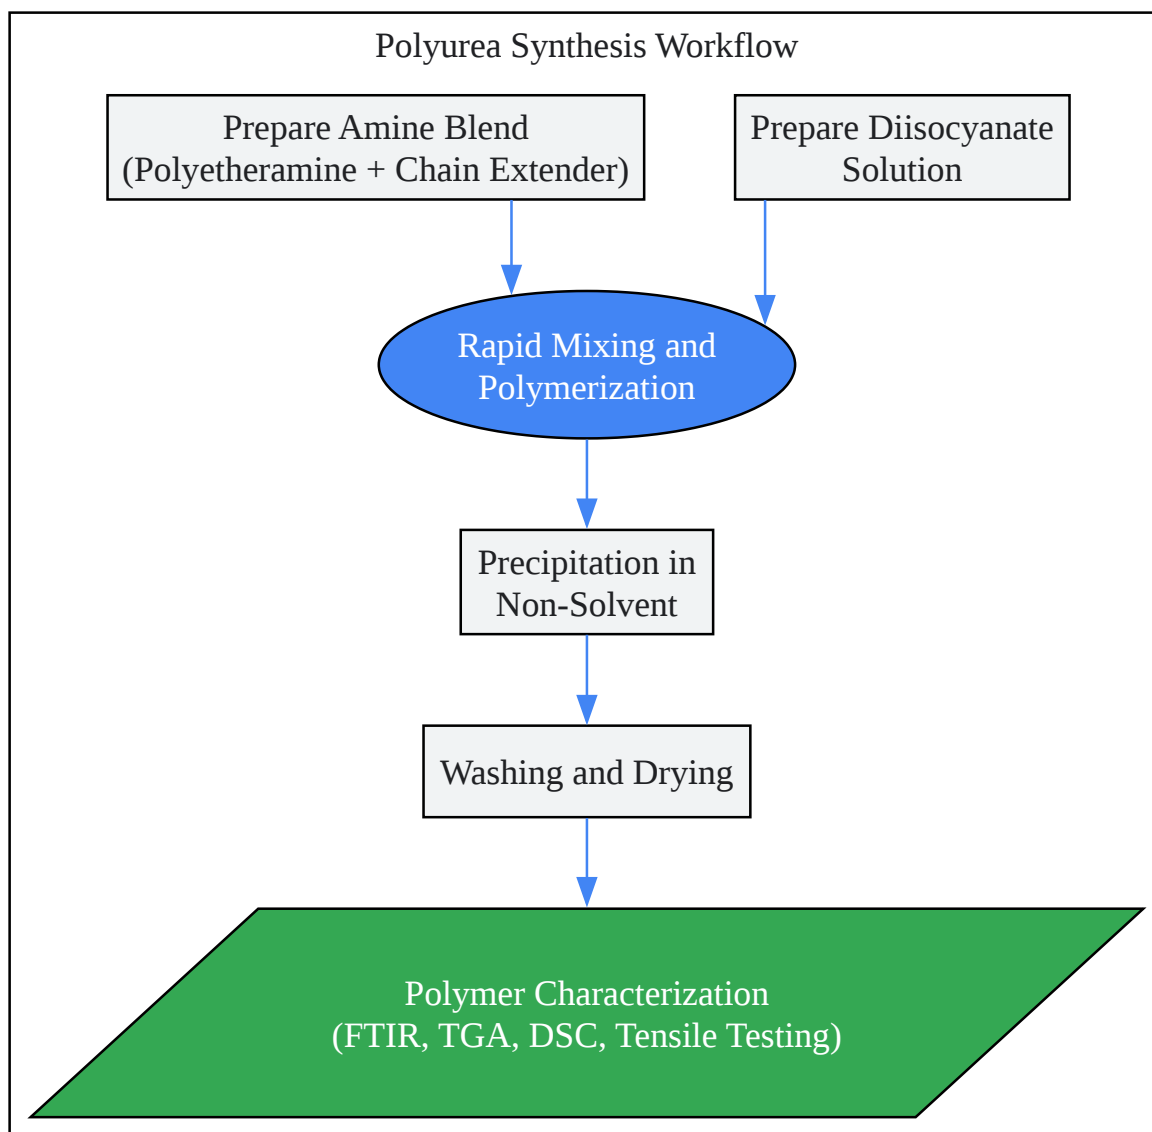 Polyurea Synthesis Workflow
Prepare Amine Blend
(Polyetheramine + Chain Extender)
Prepare Diisocyanate
Solution
Rapid Mixing and
Polymerization
Precipitation in
Non-Solvent
Washing and Drying
Polymer Characterization
(FTIR, TGA, DSC, Tensile Testing)